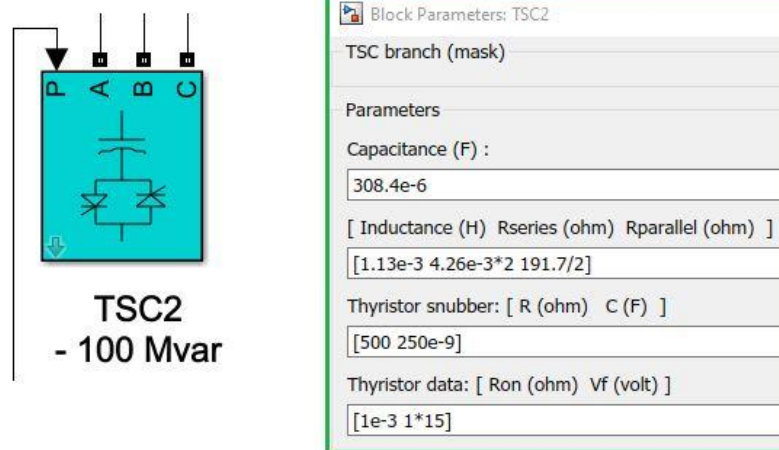 P A B C
TSC2
- 100 Mvar
Block Parameters: TSC2
TSC branch (mask)
Parameters
Capacitance (F) :
308.4e-6
[ Inductance (H) Rseries (ohm) Rparallel (ohm) ]
[1.13e-3 4.26e-3*2 191.7/2]
Thyristor snubber: [ R (ohm) C (F) ]
[500 250e-9]
Thyristor data: [ Ron (ohm) Vf (volt) ]
[1e-3 1*15]